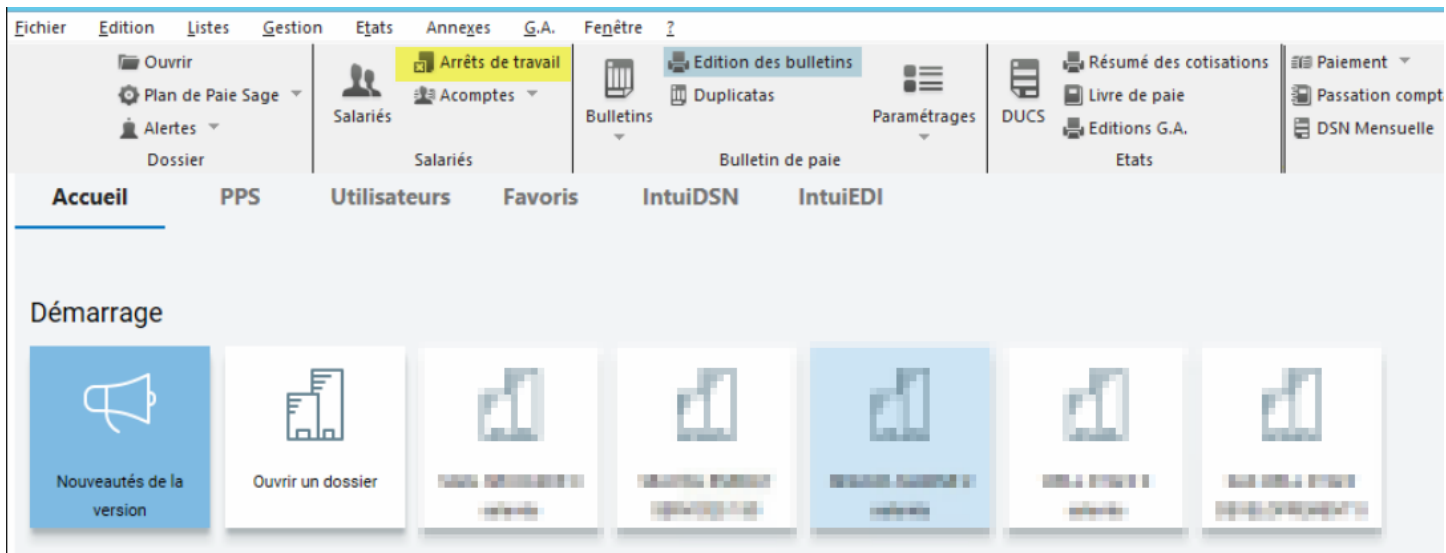 Fichier Edition Listes Gestion Etats Annexes G.A. Fenêtre ?
Ouvrir
Plan de Paie Sage
Alertes
Dossier
Salariés
Arrêts de travail
Acomptes
Salariés
Bulletins
Edition des bulletins
Duplicatas
Paramétrages
Bulletin de paie
DUCS
Résumé des cotisations
Livre de paie
Editions G.A.
Etats
Paiement
Passation compt
DSN Mensuelle
Accueil PPS Utilisateurs Favoris IntuiDSN IntuiEDI
Démarrage
Nouveautés de la
version
Ouvrir un dossier